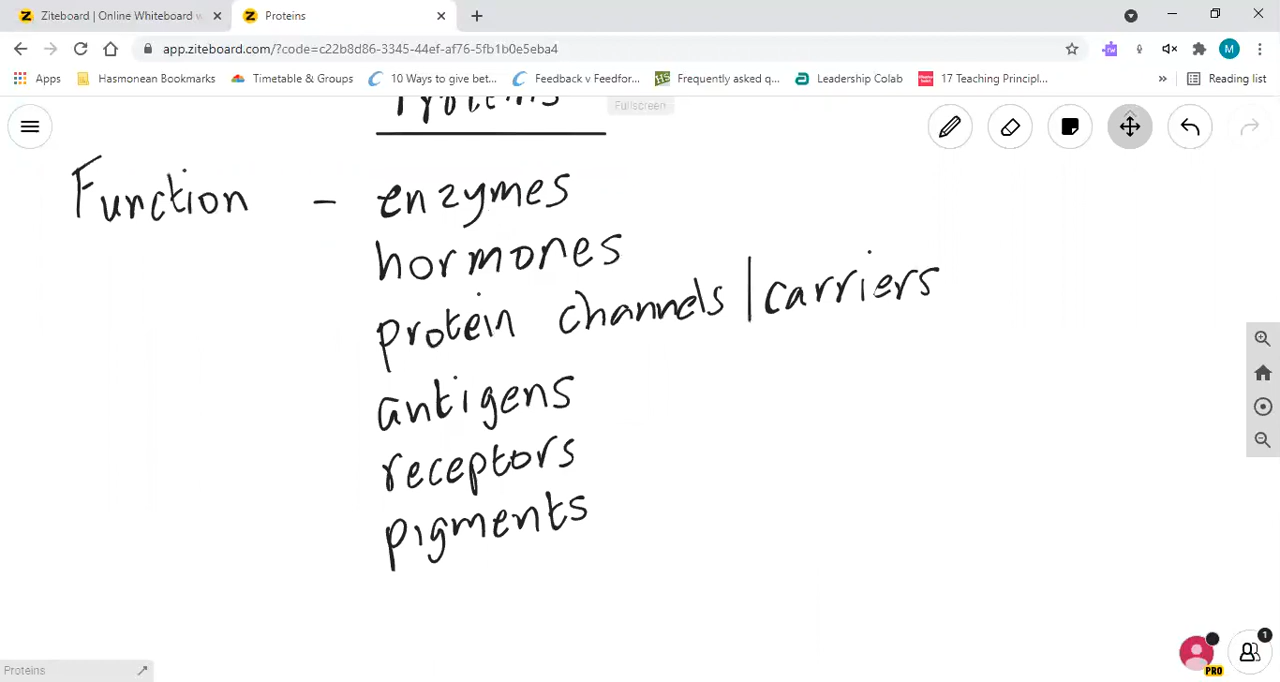 Ziteboard | Online Whiteboard w
Proteins
app.ziteboard.com/?code=c22b8d86-3345-44ef-af76-5fb1b0e5eba4
Apps Hasmonean Bookmarks Timetable & Groups 10 Ways to give bet... Feedback v Feedfor... Frequently asked q... Leadership Colab 17 Teaching Principl... » Reading list
Proteins
Fullscreen
Function - enzymes
hormones
protein channels | carriers
antigens
receptors
pigments
Proteins
PRO
1